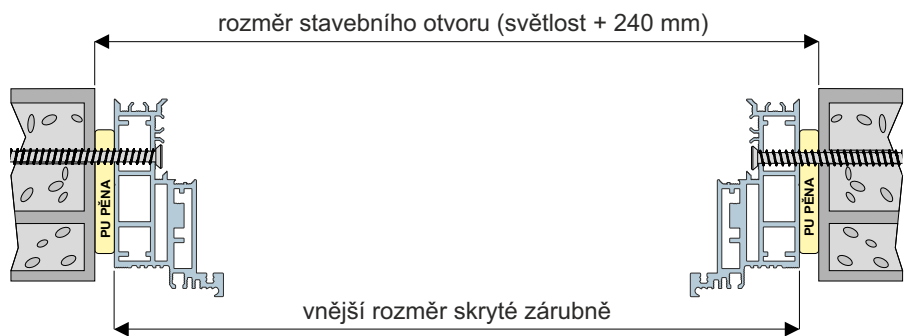 rozměr stavebního otvoru (světlost + 240 mm)
PU PĚNA
PU PĚNA
vnější rozměr skryté zárubně